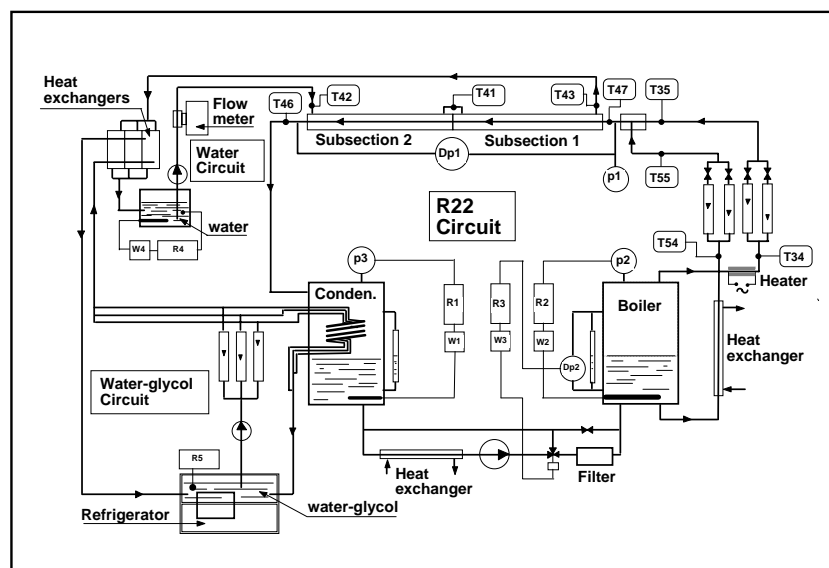 Heat
exchangers
Flow
meter
T46
T42
T41
T43
T47
T35
Subsection 2
Subsection 1
Dp1
p1
T55
Water
Circuit
water
W4
R4
R22
Circuit
T54
T34
Heater
p3
p2
Conden.
Boiler
R1
R3
R2
W1
W3
W2
Dp2
Heat
exchanger
Water-glycol
Circuit
R5
Heat
exchanger
Filter
water-glycol
Refrigerator